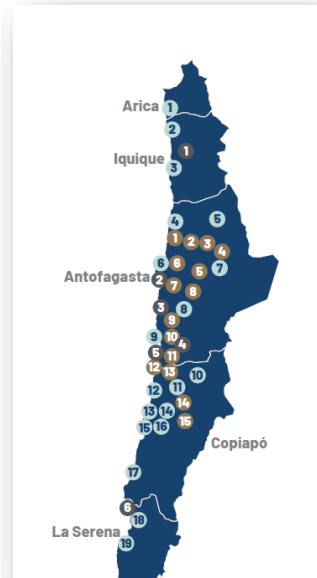 Arica 1
2
1
Iquique
3
4 5
1 2 3
4
6 6 7
5
Antofagasta 2 7
8
3 8
9
9 10
4
5 11
12 13 10
12 11
14
13 14
15 16 15
Copiapó
17
6
18
La Serena
19